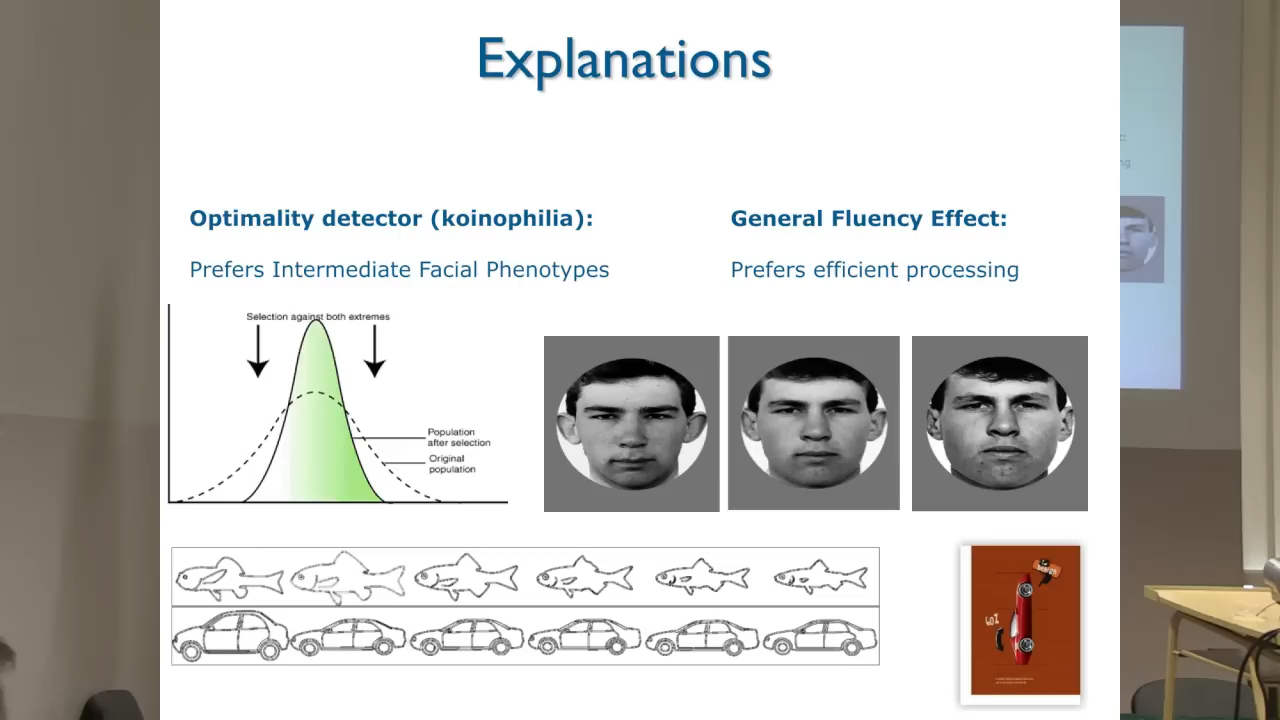 Explanations
Optimality detector (koinophilia):
Prefers Intermediate Facial Phenotypes
General Fluency Effect:
Prefers efficient processing
Selection against both extremes
Population
after selection
Original
population